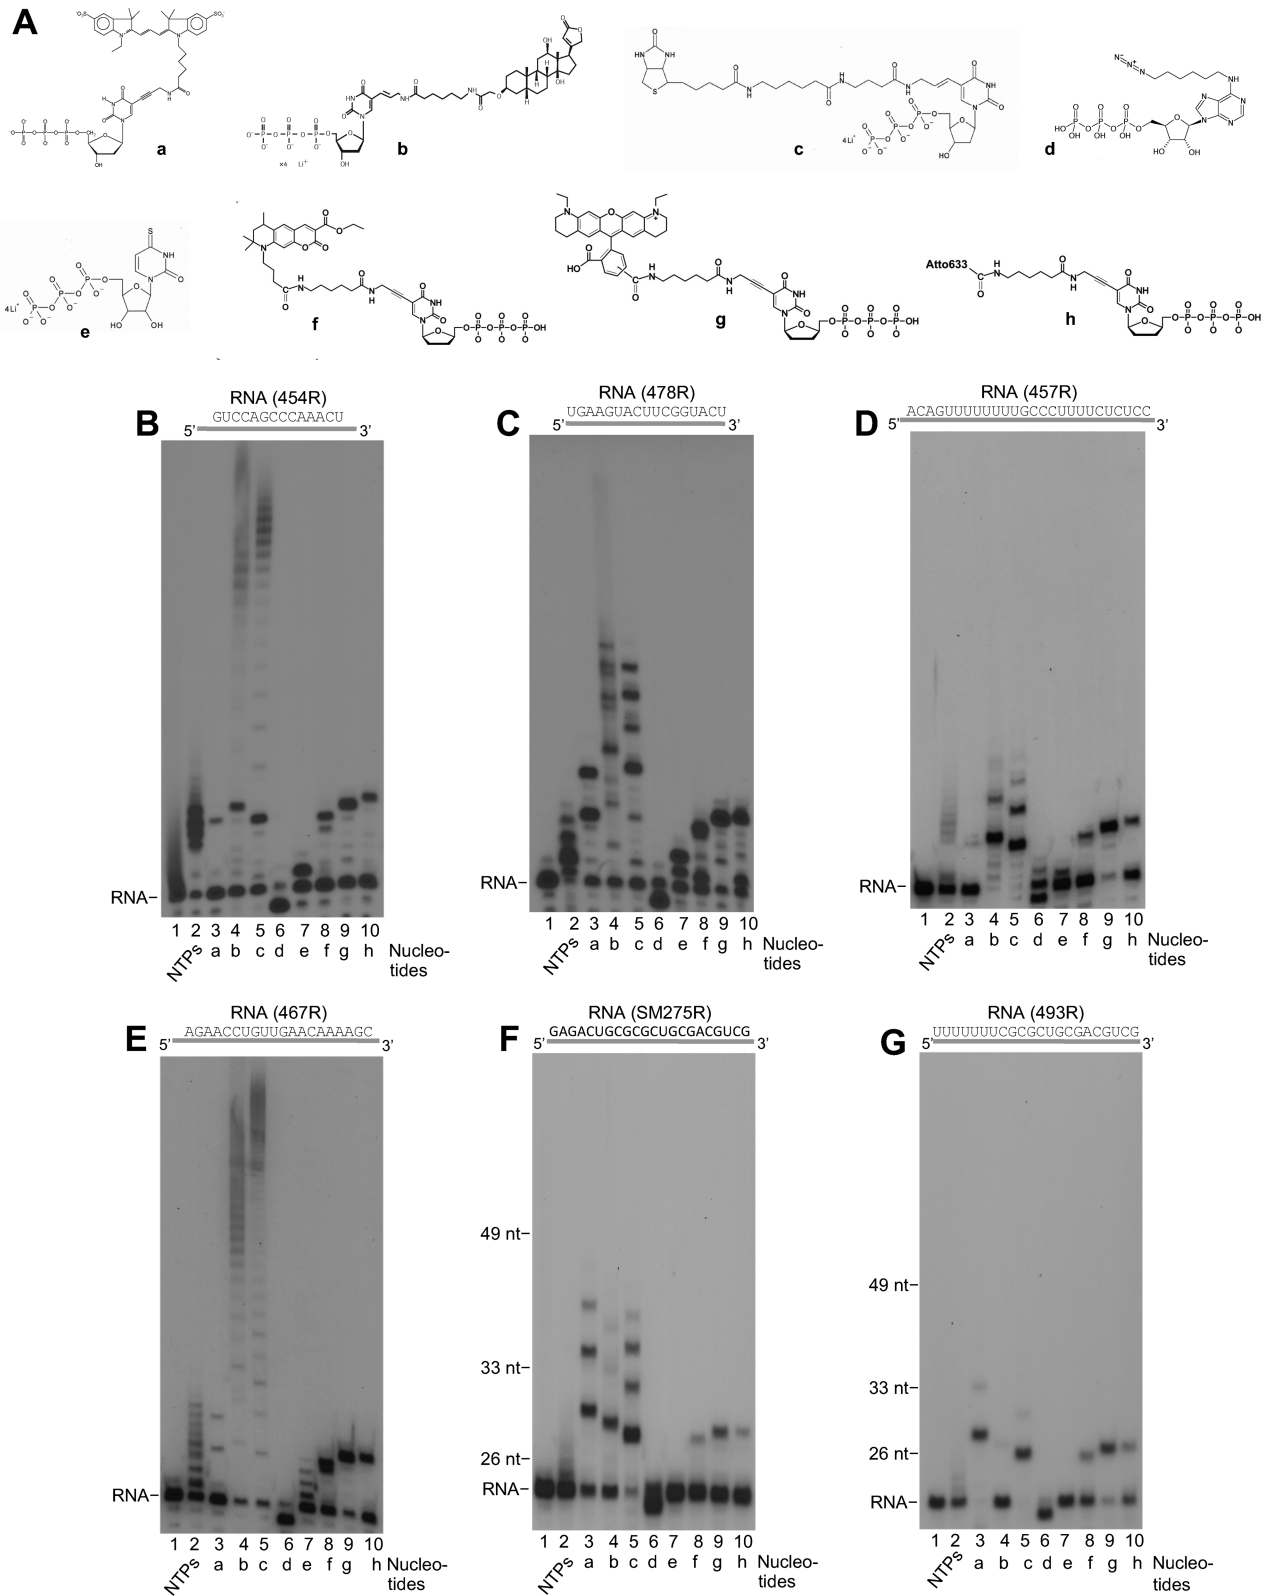 A
a
b
×4 Li⁺
c
4Li⁺
d
4Li⁺
e
f
g
Atto633
h
B
RNA (454R)
GUCCAGCCCAAACU
5’ 3’
RNA
1 2 3 4 5 6 7 8 9 10
NTPs a b c d e f g h Nucleo-
tides
C
RNA (478R)
UGAAGUACUUCGGUACU
5’ 3’
RNA
1 2 3 4 5 6 7 8 9 10
NTPs a b c d e f g h Nucleo-
tides
D
RNA (457R)
ACAGUUUUUUUUGCCCUUUUCUCUCC
5’ 3’
RNA
1 2 3 4 5 6 7 8 9 10
NTPs a b c d e f g h Nucleo-
tides
E
RNA (467R)
AGAACCUGUUGAACAAAAGC
5’ 3’
RNA
1 2 3 4 5 6 7 8 9 10
NTPs a b c d e f g h Nucleo-
tides
F
RNA (SM275R)
GAGACUGCGCGCUGCGACGUCG
5’ 3’
49 nt
33 nt
26 nt
RNA
1 2 3 4 5 6 7 8 9 10
NTPs a b c d e f g h Nucleo-
tides
G
RNA (493R)
UUUUUUUCGCGCUGCGACGUCG
5’ 3’
49 nt
33 nt
26 nt
RNA
1 2 3 4 5 6 7 8 9 10
NTPs a b c d e f g h Nucleo-
tides